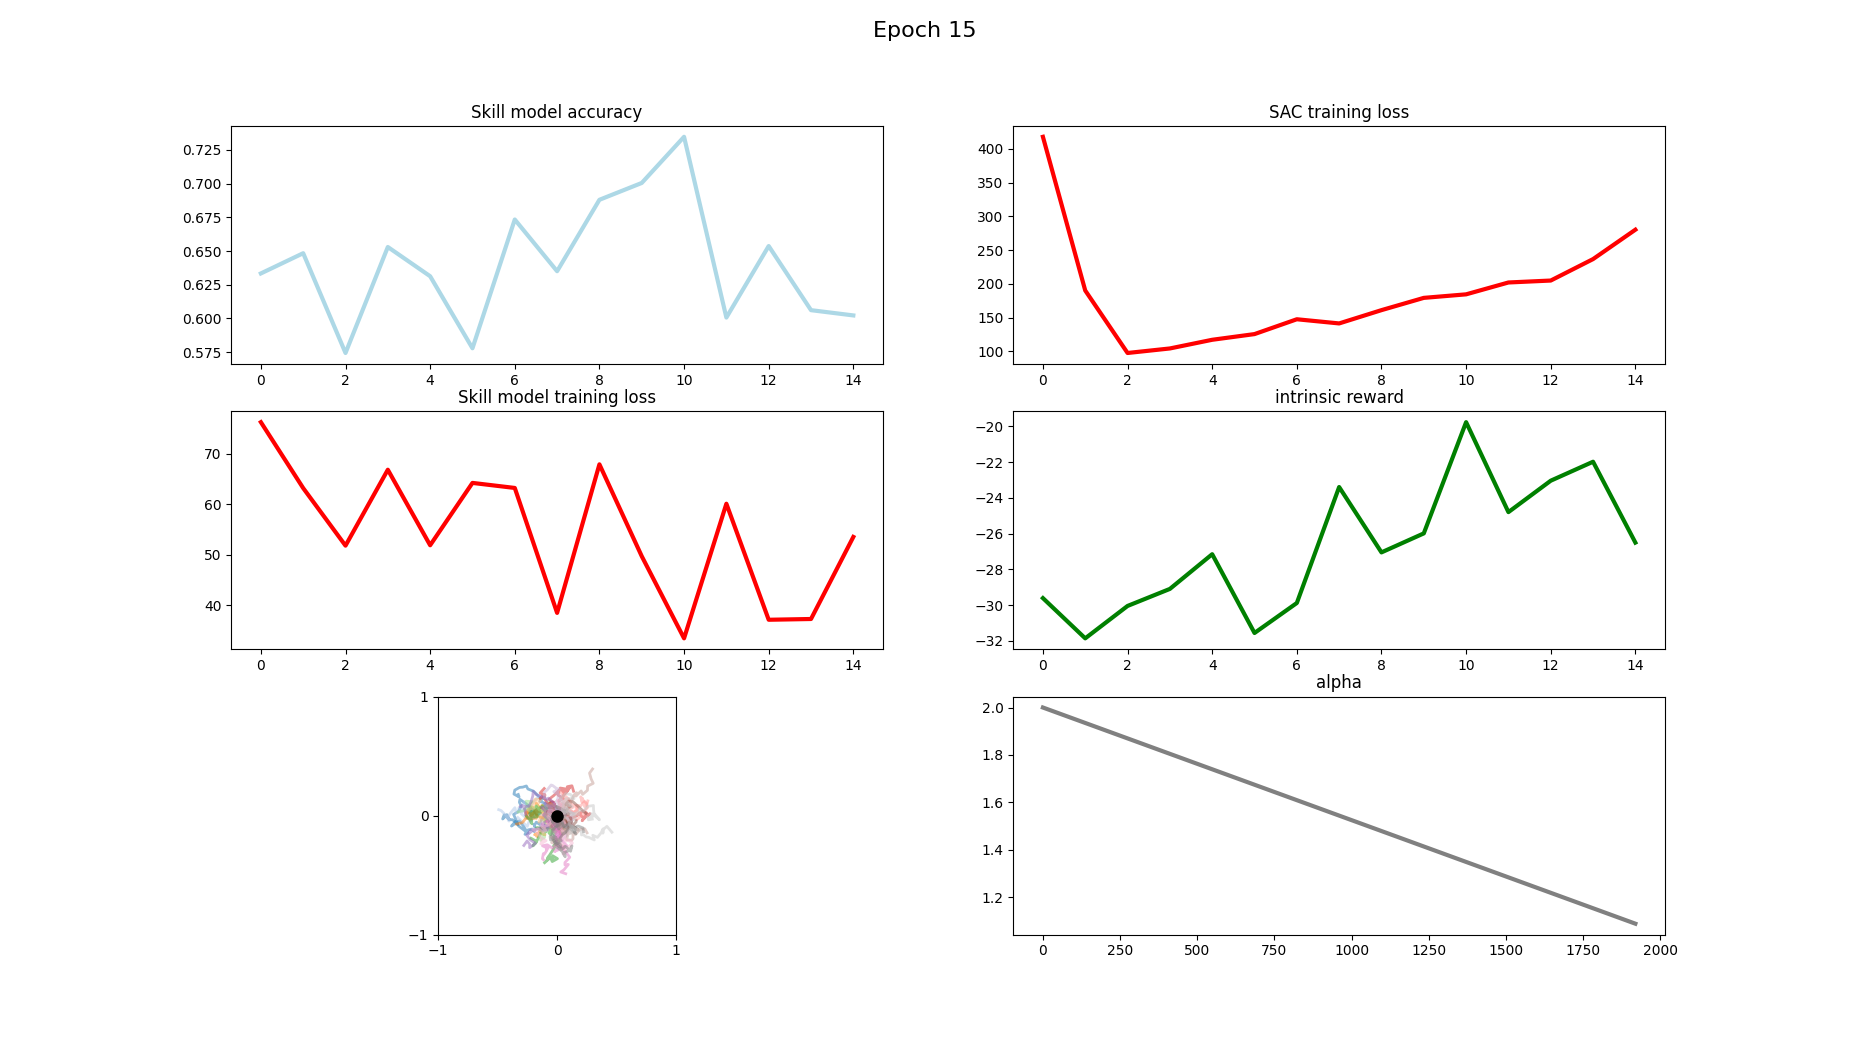 Epoch 15
Skill model accuracy
0.725
0.700
0.675
0.650
0.625
0.600
0.575
0 2 4 6 8 10 12 14
SAC training loss
400
350
300
250
200
150
100
0 2 4 6 8 10 12 14
Skill model training loss
70
60
50
40
0 2 4 6 8 10 12 14
intrinsic reward
−20
−22
−24
−26
−28
−30
−32
0 2 4 6 8 10 12 14
1
0
−1
−1 0 1
alpha
2.0
1.8
1.6
1.4
1.2
0 250 500 750 1000 1250 1500 1750 2000